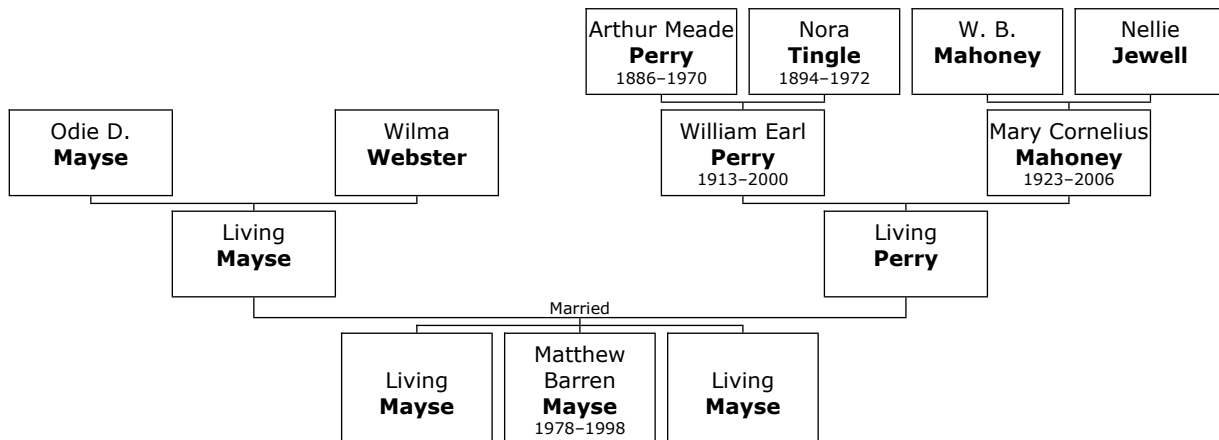 Arthur Meade
Perry
1886–1970
Nora
Tingle
1894–1972
W. B.
Mahoney
Nellie
Jewell
Odie D.
Mayse
Wilma
Webster
William Earl
Perry
1913–2000
Mary Cornelius
Mahoney
1923–2006
Living
Mayse
Living
Perry
Married
Living
Mayse
Matthew
Barren
Mayse
1978–1998
Living
Mayse